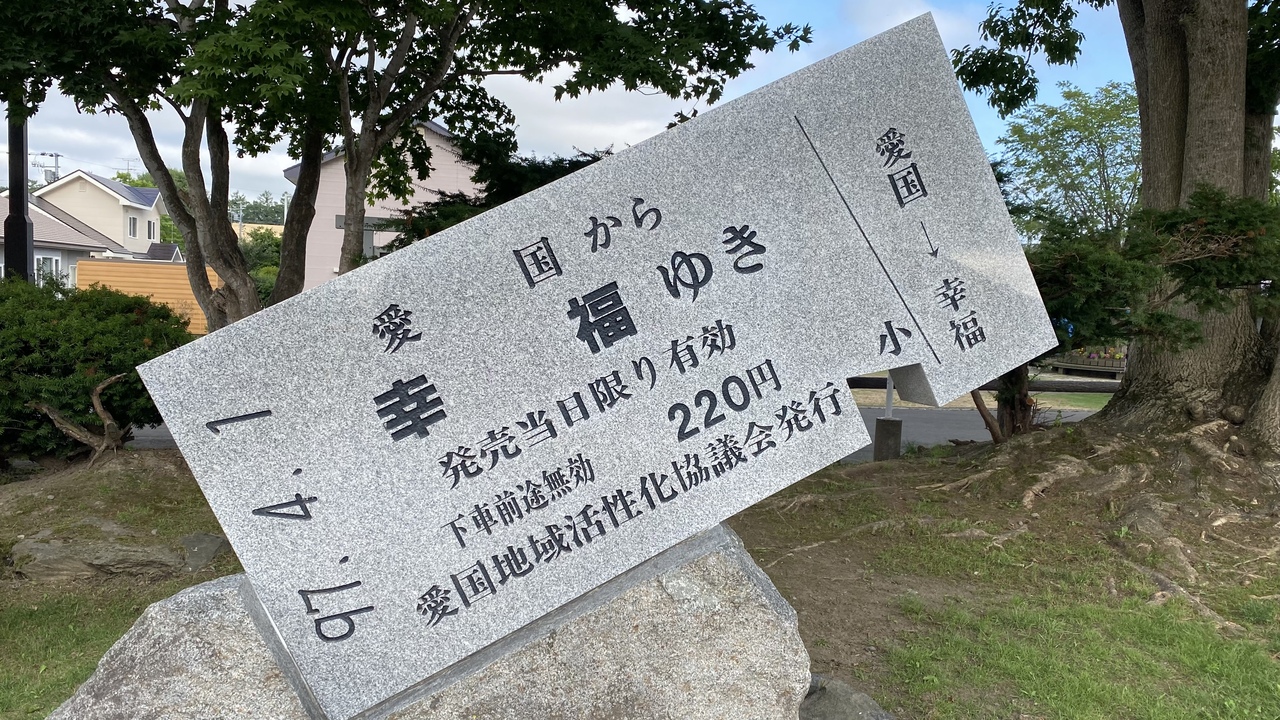 愛国から
幸福ゆき
発売当日限り有効
下車前途無効 220円
愛国地域活性化協議会発行
61.4.1
愛国→幸福
小